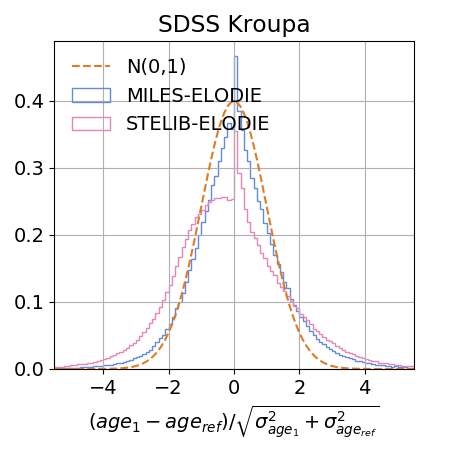 SDSS Kroupa
N(0,1)
MILES-ELODIE
STELIB-ELODIE
0.4
0.3
0.2
0.1
0.0
−4 −2 0 2 4
(age₁ − age_ref)/√(σ²_age₁ + σ²_age_ref)